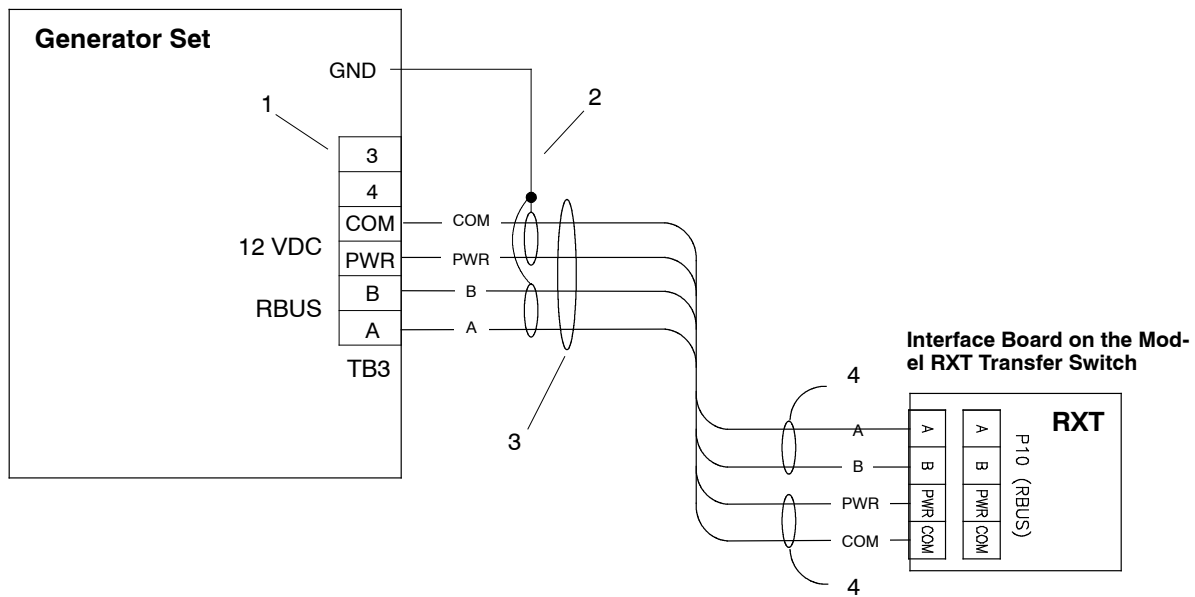 Generator Set
GND
1
2
3
4
COM
COM
12 VDC
PWR
PWR
RBUS
B
B
A
A
TB3
3
Interface Board on the Mod-
el RXT Transfer Switch
4
RXT
A
A
A
B
B
B
PWR
PWR
PWR
COM
COM
COM
P10 (RBUS)
4